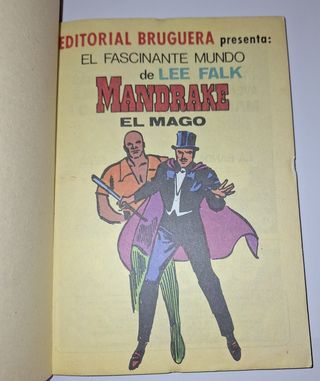 EDITORIAL BRUGUERA presenta:
EL FASCINANTE MUNDO
de LEE FALK
MANDRAKE
EL MAGO